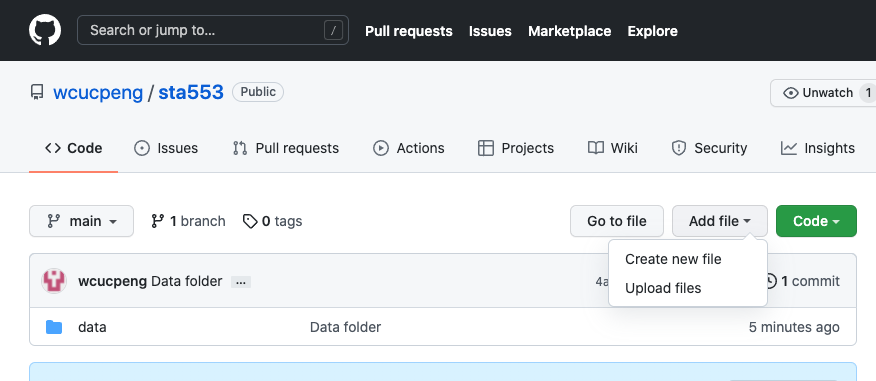 Search or jump to… / Pull requests Issues Marketplace Explore
wcucpeng / sta553 Public Unwatch 1
Code Issues Pull requests Actions Projects Wiki Security Insights
main 1 branch 0 tags Go to file Add file Code
Create new file
wcucpeng Data folder ... 4a 1 commit
Upload files
data Data folder 5 minutes ago